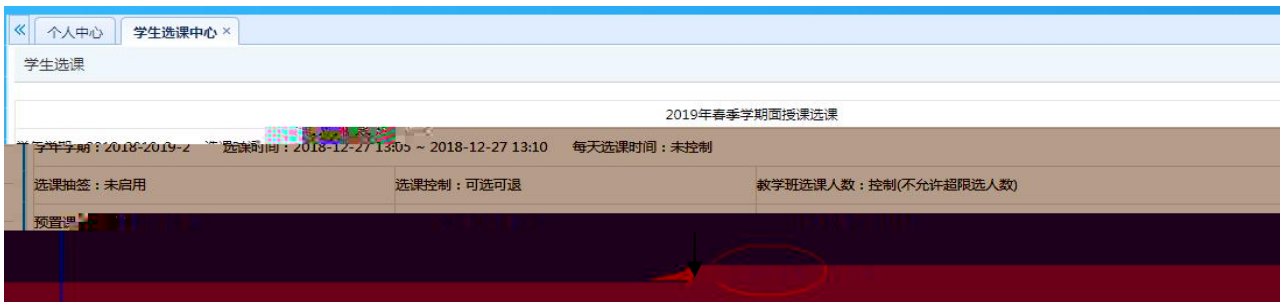 个人中心 学生选课中心 ×
学生选课
2019年春季学期面授课选课
学年学期：2018-2019-2 选课时间：2018-12-27 13:05 ~ 2018-12-27 13:10 每天选课时间：未控制
选课抽签：未启用 选课控制：可选可退 教学班选课人数：控制(不允许超限选人数)
预置课